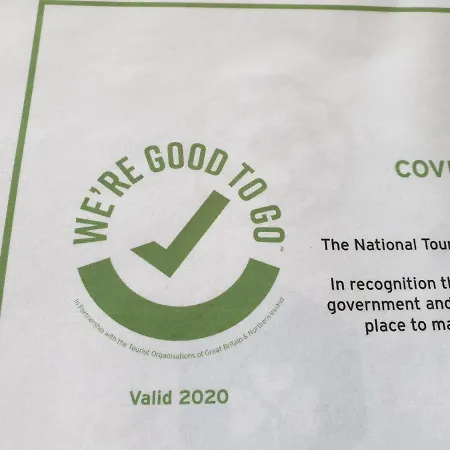 WE'RE GOOD TO GO
In Partnership with the Tourist Organisations of Great Britain & Northern Ireland
Valid 2020
COV
The National Tour
In recognition th
government and
place to ma